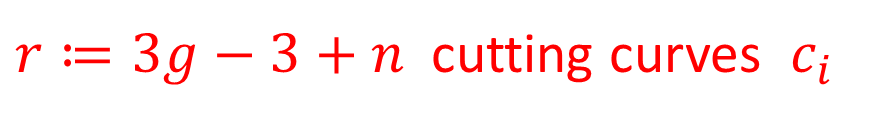 r ≔ 3g − 3 + n cutting curves cᵢ